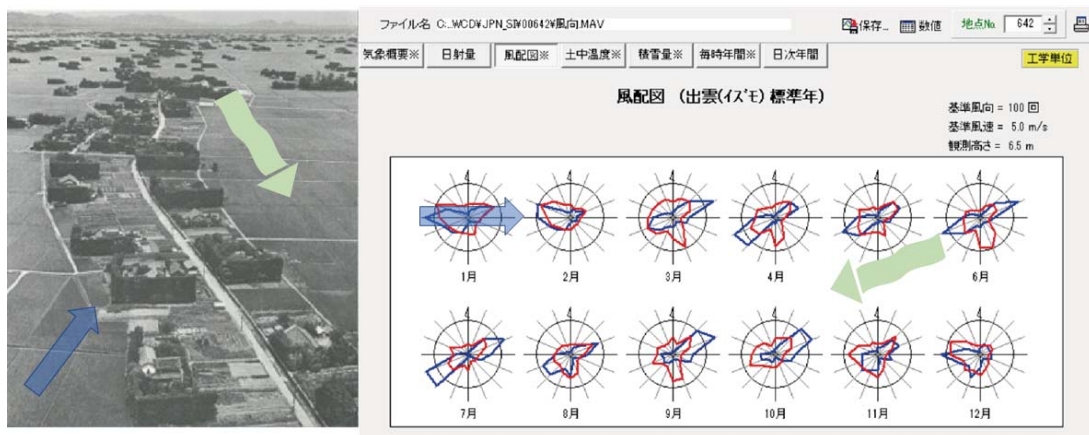 ファイル名 C:..WCD¥JPN_SI¥00642¥風向.MAV
保存... 数値 地点No. 642
気象概要※ 日射量 風配図※ 土中温度※ 積雪量※ 毎時年間※ 日次年間
工学単位
風配図 (出雲(イズモ) 標準年)
基準風向 = 100 回
基準風速 = 5.0 m/s
観測高さ = 6.5 m
1月 2月 3月 4月 6月
7月 8月 9月 10月 11月 12月